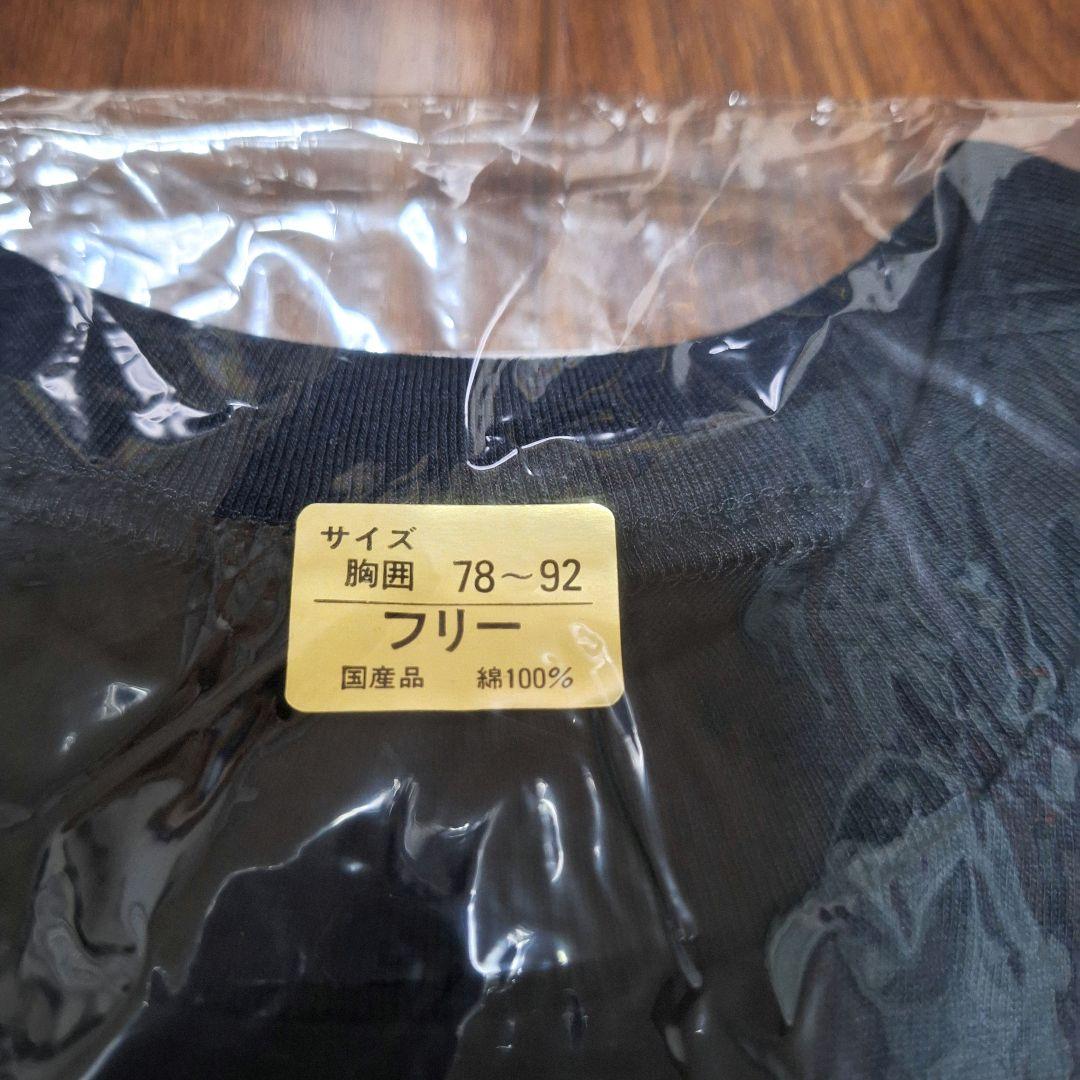 サイズ
胸囲 78〜92
フリー
国産品 綿100%